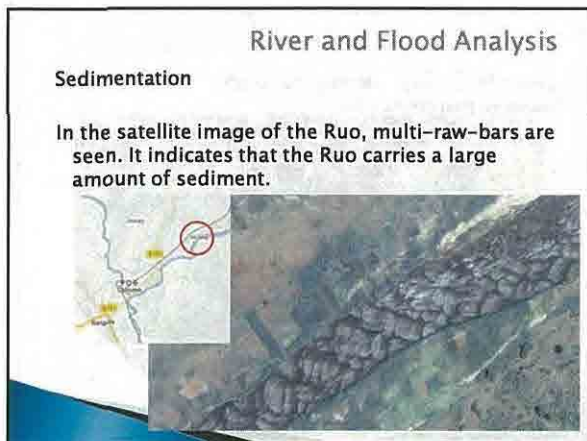 River and Flood Analysis
Sedimentation
In the satellite image of the Ruo, multi-raw-bars are
seen. It indicates that the Ruo carries a large
amount of sediment.